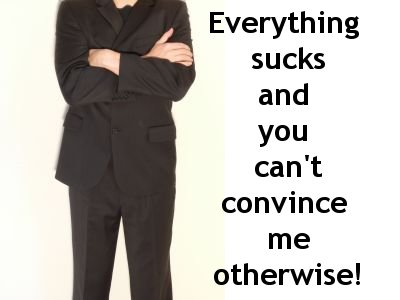 Everything
sucks
and
you
can't
convince
me
otherwise!